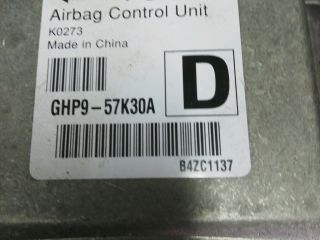 Airbag Control Unit
K0273
Made in China
GHP9-57K30A
D
B4ZC1137